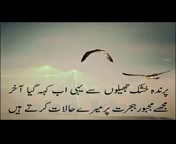 پرندہ خشک جھیلوں سے یہی اب کہہ گیا آخر
مجھے مجبور ہجرت پر میرے حالات کرتے ہیں